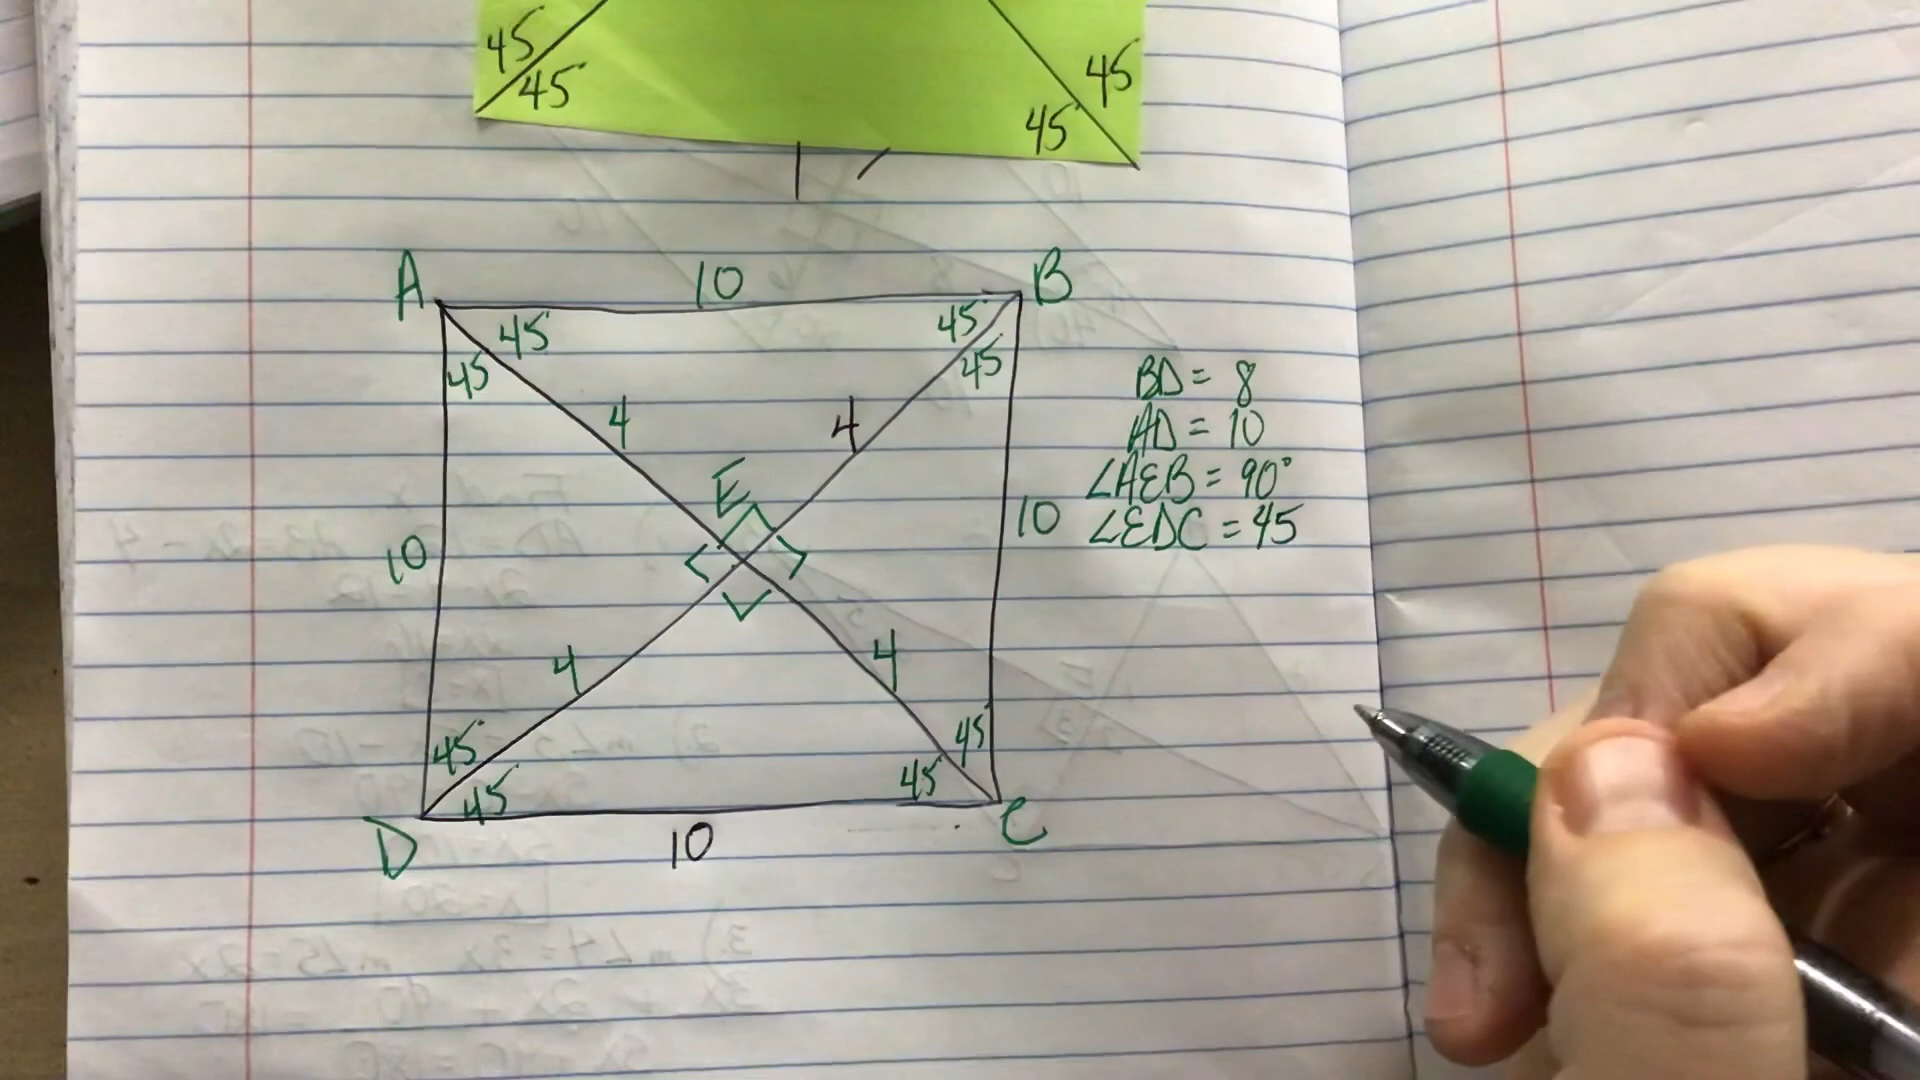 45 45
45° 45°
A 10 B
45° 45°
45 45
BD = 8
4 4
AD = 10
E
∠AEB = 90°
10 10
∠EDC = 45
4 4
45° 45°
45° 45°
D 10 C